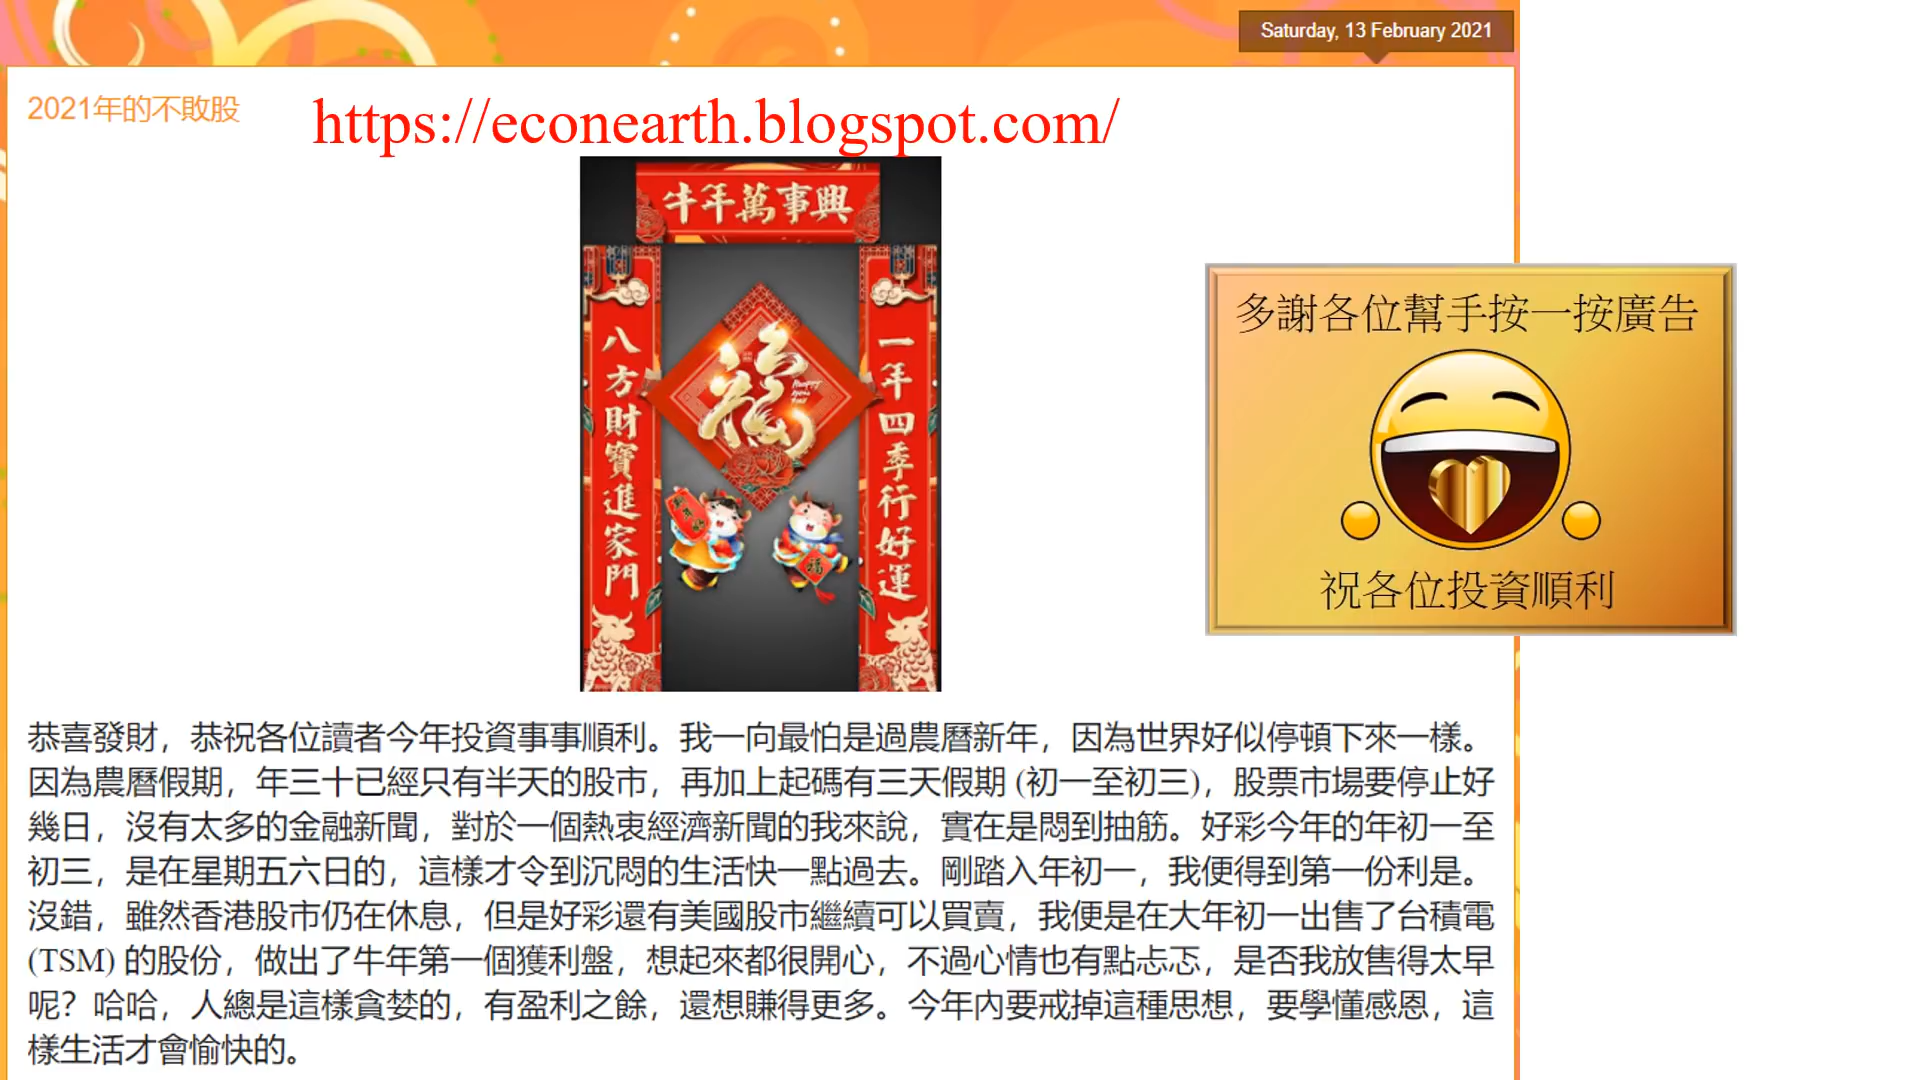 Saturday, 13 February 2021
2021年的不敗股
https://econearth.blogspot.com/
牛年萬事興
八方財寶進家門
福
一年四季行好運
福
多謝各位幫手按一按廣告
祝各位投資順利
恭喜發財，恭祝各位讀者今年投資事事順利。我一向最怕是過農曆新年，因為世界好似停頓下來一樣。
因為農曆假期，年三十已經只有半天的股市，再加上起碼有三天假期 (初一至初三)，股票市場要停止好
幾日，沒有太多的金融新聞，對於一個熱衷經濟新聞的我來說，實在是悶到抽筋。好彩今年的年初一至
初三，是在星期五六日的，這樣才令到沉悶的生活快一點過去。剛踏入年初一，我便得到第一份利是。
沒錯，雖然香港股市仍在休息，但是好彩還有美國股市繼續可以買賣，我便是在大年初一出售了台積電
(TSM) 的股份，做出了牛年第一個獲利盤，想起來都很開心，不過心情也有點忐忑，是否我放售得太早
呢？哈哈，人總是這樣貪婪的，有盈利之餘，還想賺得更多。今年內要戒掉這種思想，要學懂感恩，這
樣生活才會愉快的。